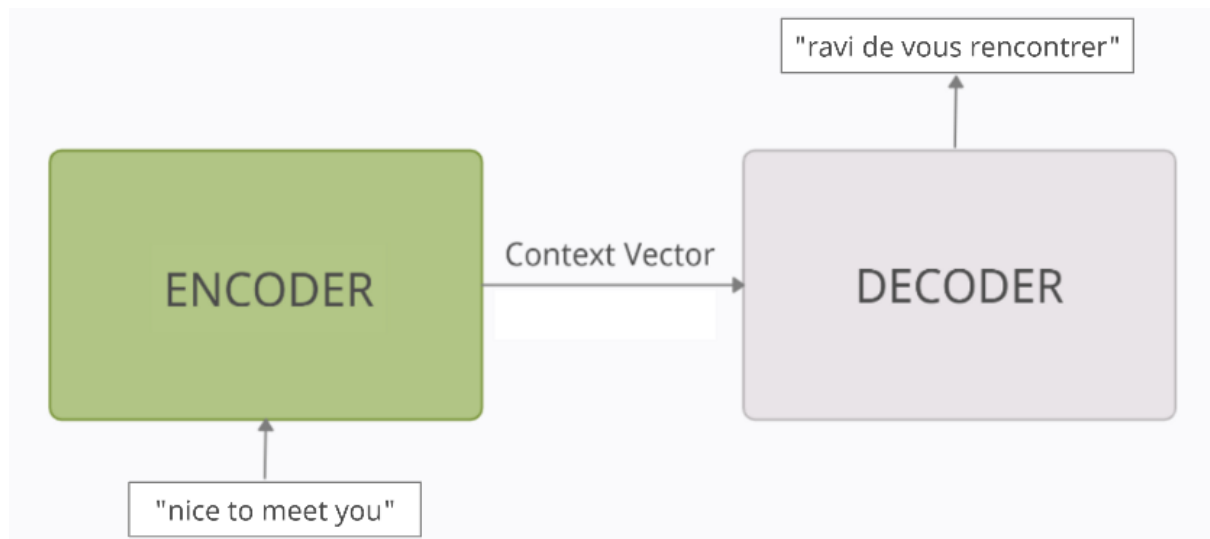 "ravi de vous rencontrer"
Context Vector
ENCODER
DECODER
"nice to meet you"